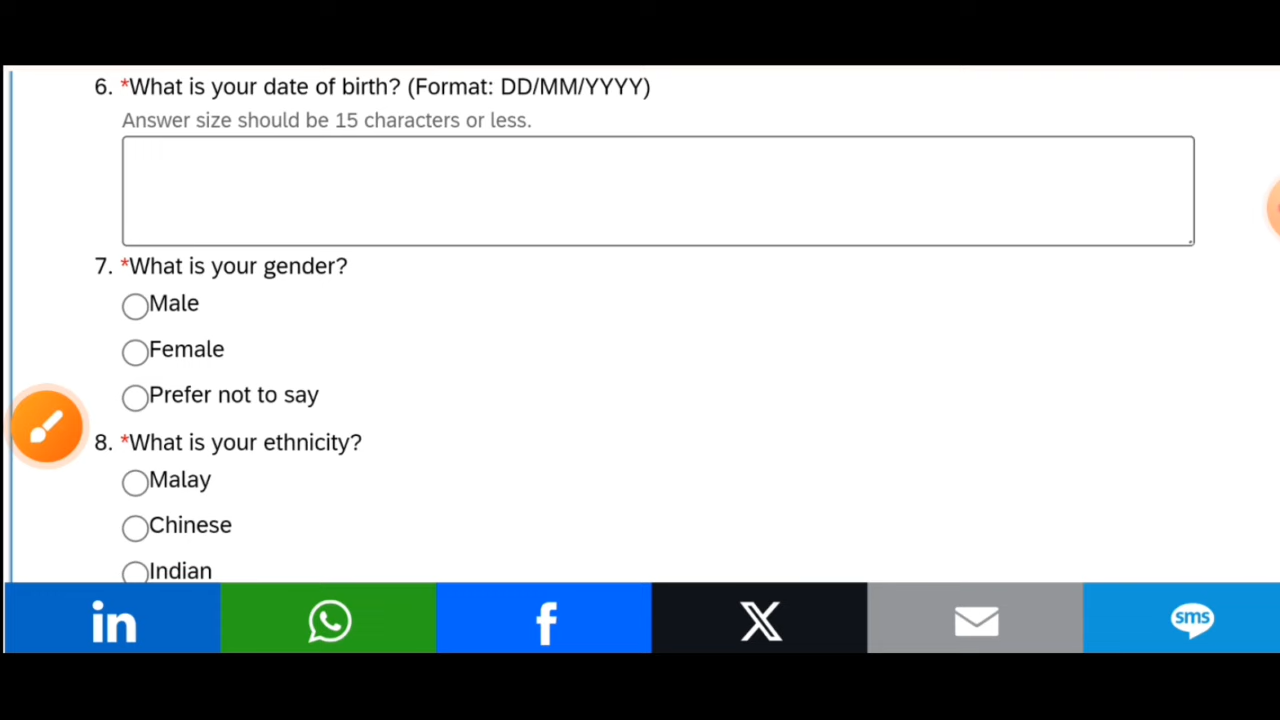 6. *What is your date of birth? (Format: DD/MM/YYYY)
Answer size should be 15 characters or less.
7. *What is your gender?
Male
Female
Prefer not to say
8. *What is your ethnicity?
Malay
Chinese
Indian
in
f
X
sms